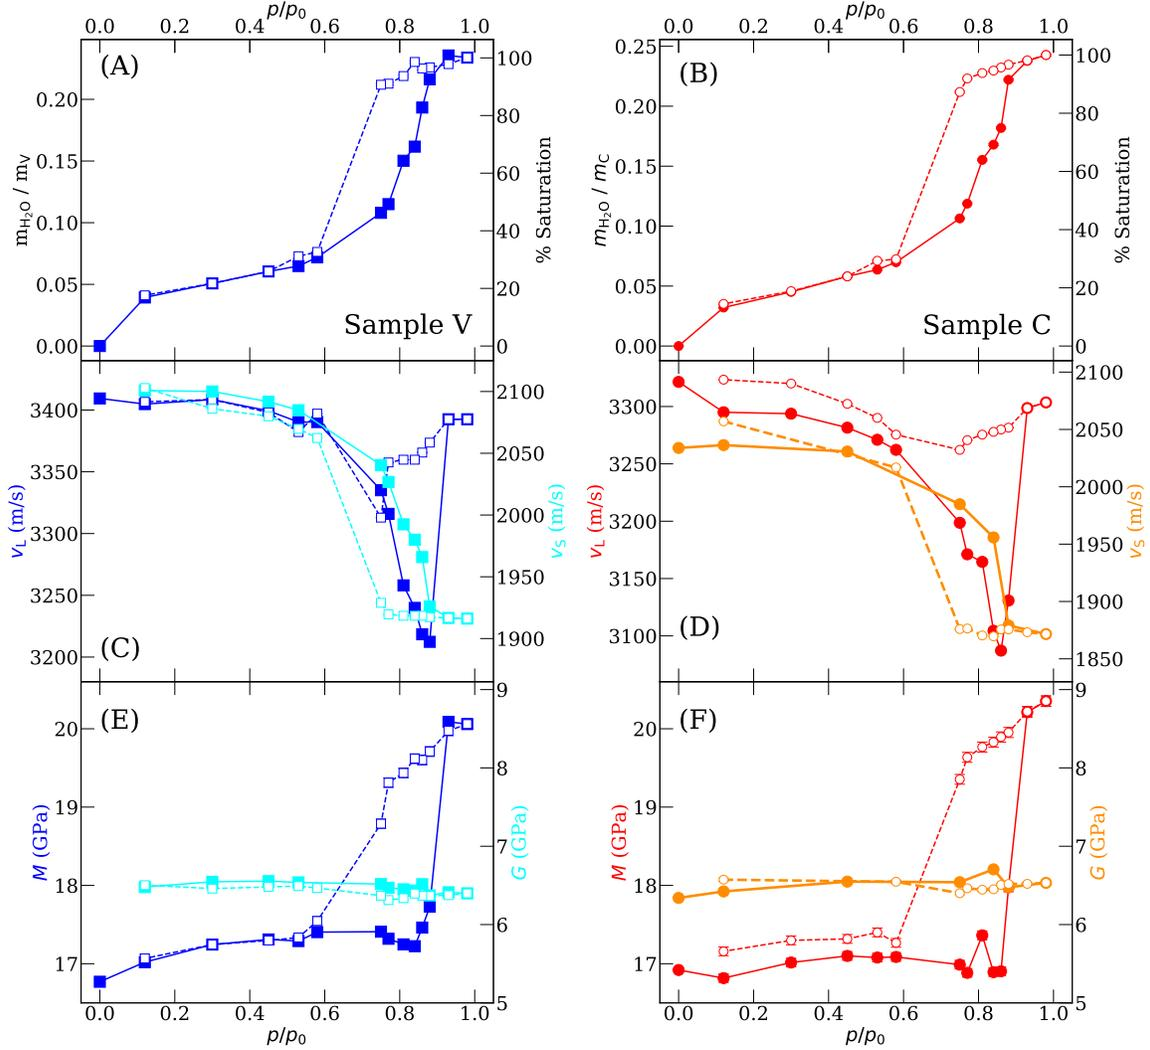 p/p₀
0.0 0.2 0.4 0.6 0.8 1.0
(A)
0.20
0.15
0.10
0.05
0.00
m_H₂O / m_V
100
80
60
40
20
0
% Saturation
Sample V
p/p₀
0.0 0.2 0.4 0.6 0.8 1.0
(B)
0.25
0.20
0.15
0.10
0.05
0.00
m_H₂O / m_C
100
80
60
40
20
0
% Saturation
Sample C
(C)
3400
3350
3300
3250
3200
v_L (m/s)
2100
2050
2000
1950
1900
v_S (m/s)
(D)
3300
3250
3200
3150
3100
v_L (m/s)
2100
2050
2000
1950
1900
1850
v_S (m/s)
(E)
20
19
18
17
M (GPa)
9
8
7
6
5
G (GPa)
0.0 0.2 0.4 0.6 0.8 1.0
p/p₀
(F)
20
19
18
17
M (GPa)
9
8
7
6
5
G (GPa)
0.0 0.2 0.4 0.6 0.8 1.0
p/p₀